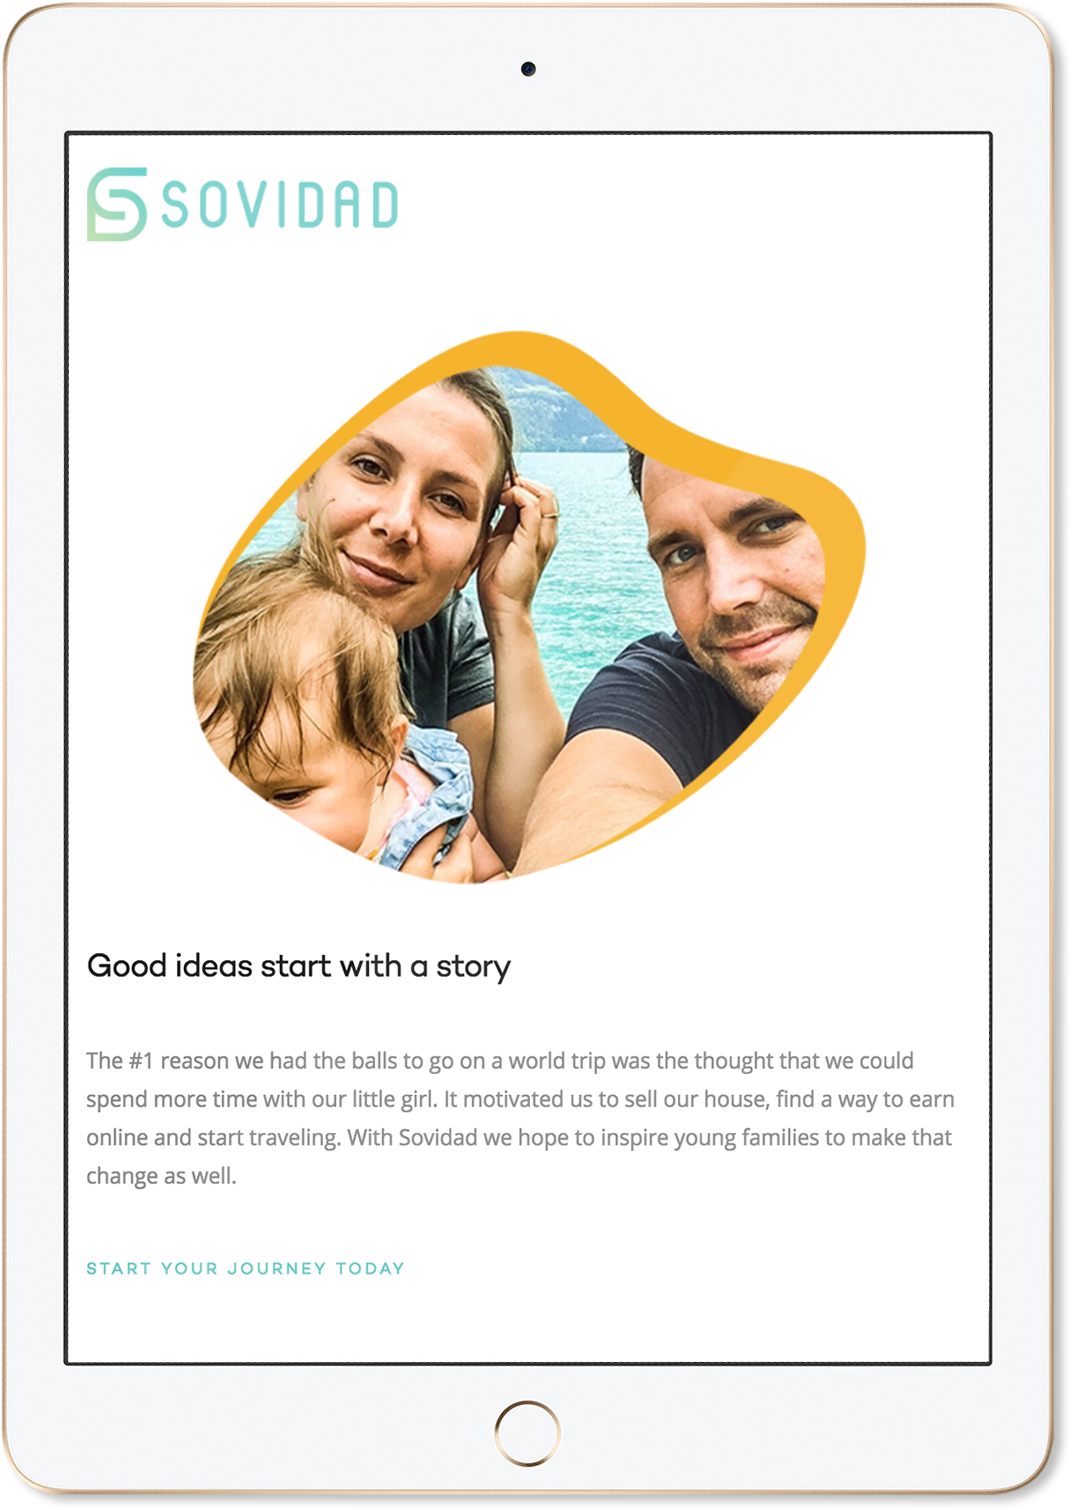 SOVIDAD
Good ideas start with a story
The #1 reason we had the balls to go on a world trip was the thought that we could
spend more time with our little girl. It motivated us to sell our house, find a way to earn
online and start traveling. With Sovidad we hope to inspire young families to make that
change as well.
START YOUR JOURNEY TODAY